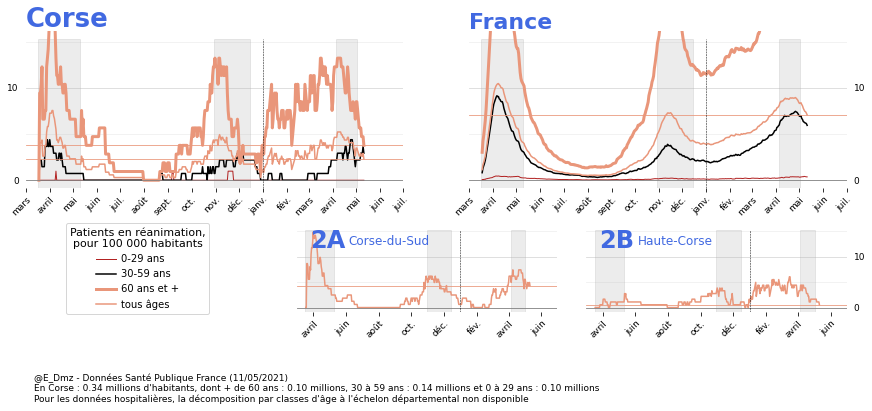 Corse
France
10
10
0
0
mars avril mai juin juil. août sept. oct. nov. déc. janv. fév. mars avril mai juin juil.
mars avril mai juin juil. août sept. oct. nov. déc. janv. fév. mars avril mai juin juil.
Patients en réanimation,
pour 100 000 habitants
0-29 ans
30-59 ans
60 ans et +
tous âges
2A Corse-du-Sud
2B Haute-Corse
10
0
avril juin août oct. déc. fév. avril juin
avril juin août oct. déc. fév. avril juin
@E_Dmz - Données Santé Publique France (11/05/2021)
En Corse : 0.34 millions d'habitants, dont + de 60 ans : 0.10 millions, 30 à 59 ans : 0.14 millions et 0 à 29 ans : 0.10 millions
Pour les données hospitalières, la décomposition par classes d'âge à l'échelon départemental non disponible